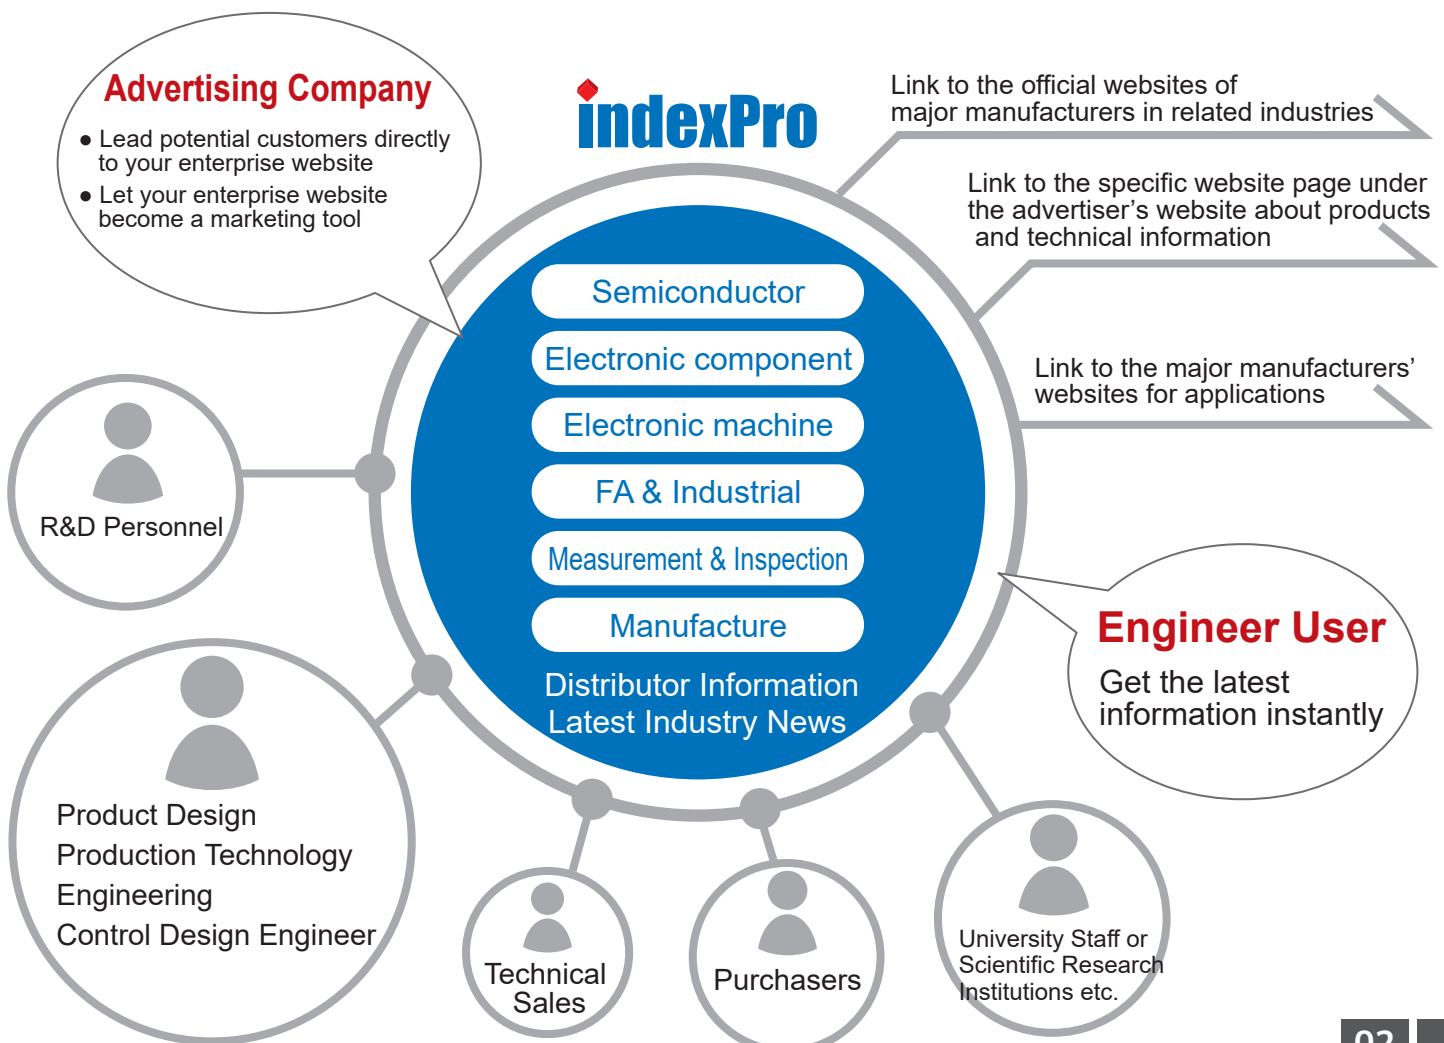 Advertising Company
● Lead potential customers directly
to your enterprise website
● Let your enterprise website
become a marketing tool
indexPro
Link to the official websites of
major manufacturers in related industries
Link to the specific website page under
the advertiser’s website about products
and technical information
Link to the major manufacturers’
websites for applications
Semiconductor
Electronic component
Electronic machine
FA & Industrial
Measurement & Inspection
Manufacture
Distributor Information
Latest Industry News
R&D Personnel
Engineer User
Get the latest
information instantly
Product Design
Production Technology
Engineering
Control Design Engineer
Technical
Sales
Purchasers
University Staff or
Scientific Research
Institutions etc.
02